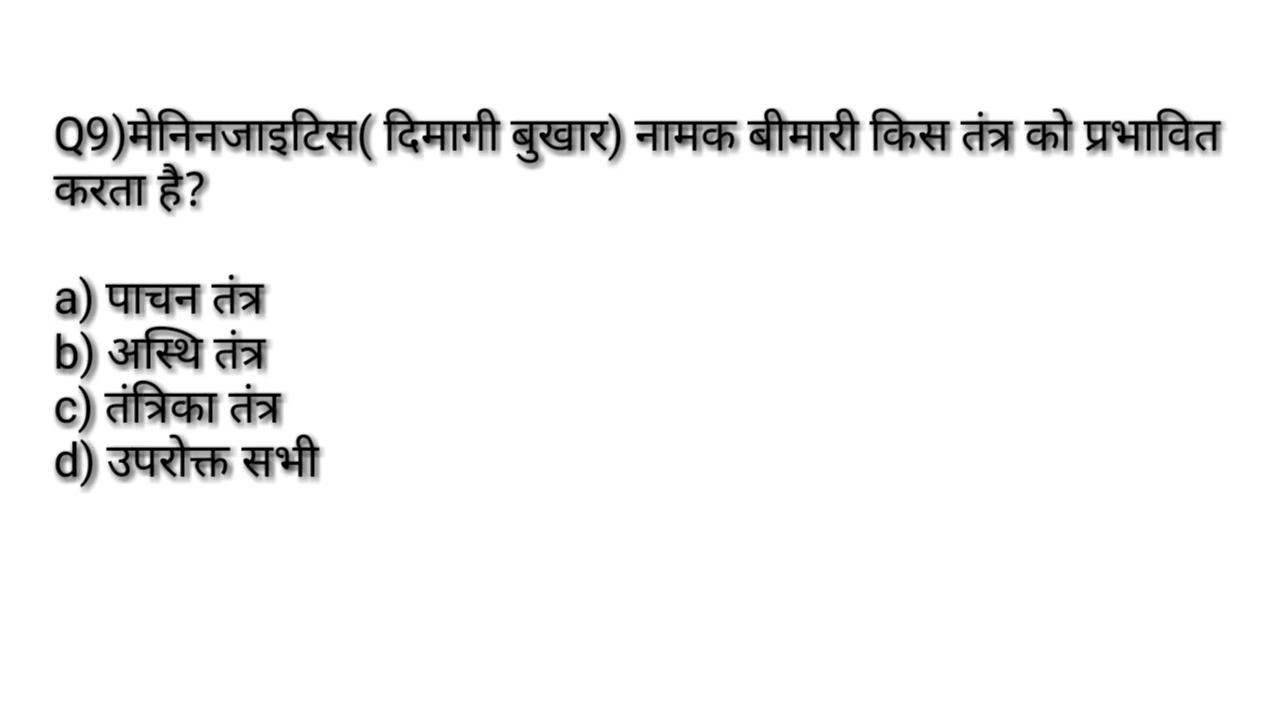 Q9)मेनिनजाइटिस( दिमागी बुखार) नामक बीमारी किस तंत्र को प्रभावित
करता है?
a) पाचन तंत्र
b) अस्थि तंत्र
c) तंत्रिका तंत्र
d) उपरोक्त सभी